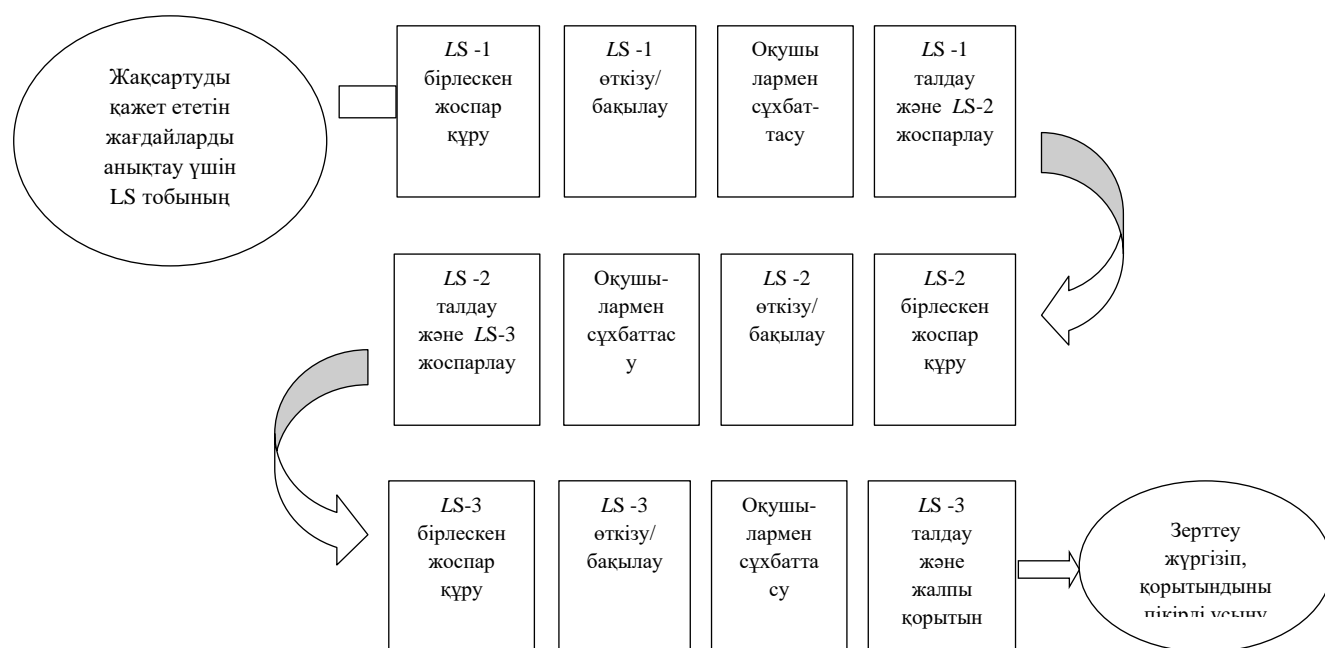 Жақсартуды
қажет ететін
жағдайларды
анықтау үшін
LS тобының
LS -1
бірлескен
жоспар
құру
LS -1
өткізу/
бақылау
Оқушы
лармен
сұхбат-
тасу
LS -1
талдау
және LS-2
жоспарлау
LS -2
талдау
және LS-3
жоспарлау
Оқушы-
лармен
сұхбаттас
у
LS -2
өткізу/
бақылау
LS-2
бірлескен
жоспар
құру
LS-3
бірлескен
жоспар
құру
LS -3
өткізу/
бақылау
Оқушы-
лармен
сұхбатта
су
LS -3
талдау
және
жалпы
қорытын
Зерттеу
жүргізіп,
қорытындыны
пікірді ұсыну